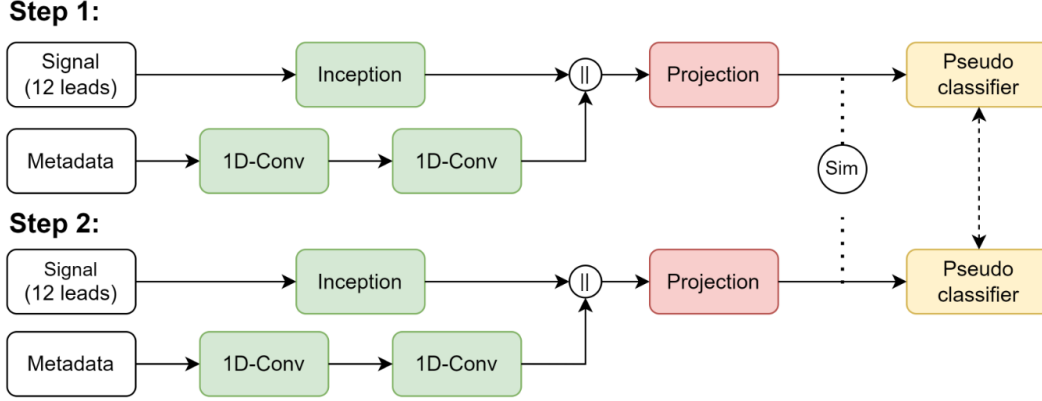 Step 1:
Signal
(12 leads)
Inception
||
Projection
Pseudo
classifier
Metadata
1D-Conv
1D-Conv
Sim
Step 2:
Signal
(12 leads)
Inception
||
Projection
Pseudo
classifier
Metadata
1D-Conv
1D-Conv